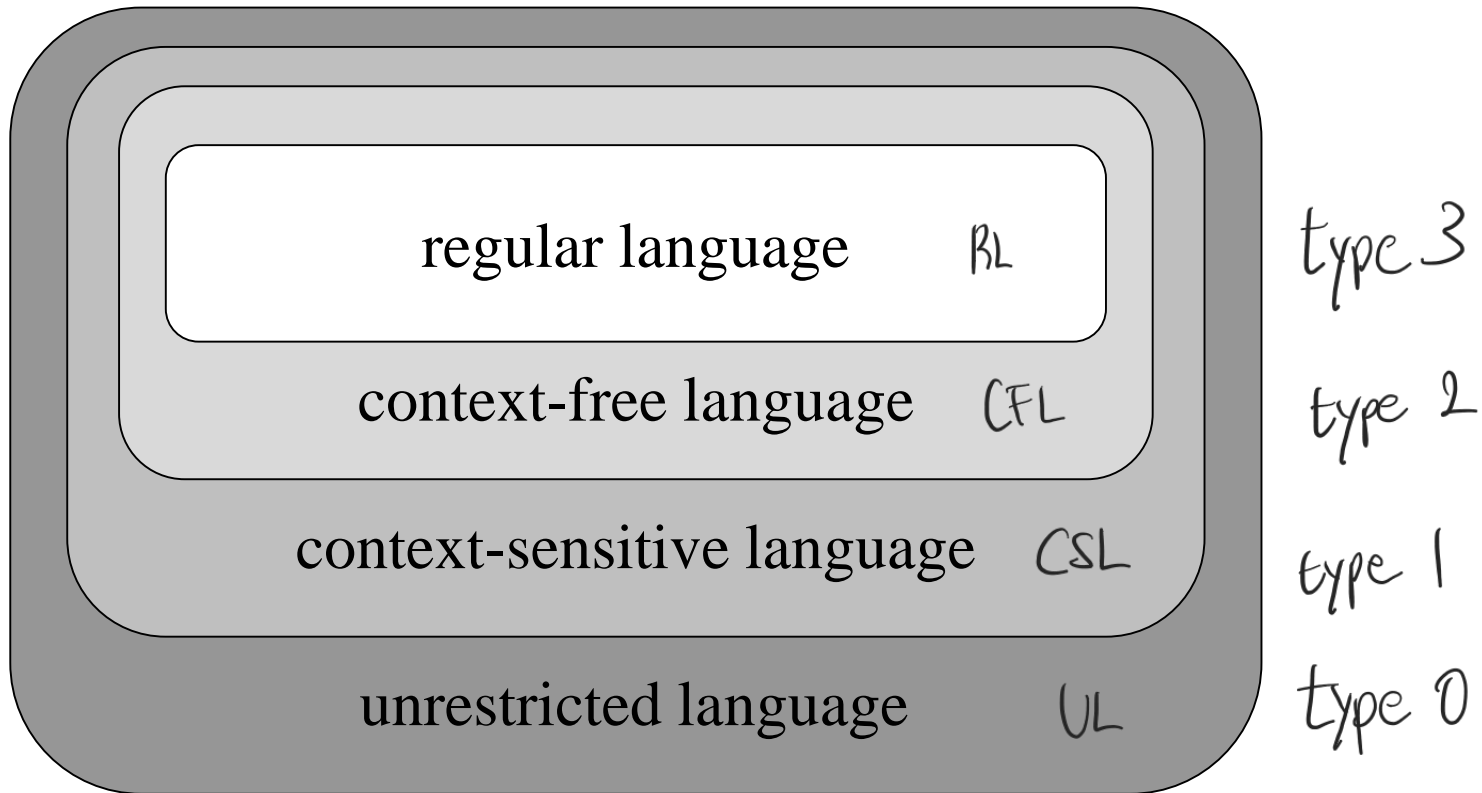 regular language RL type 3
context-free language CFL type 2
context-sensitive language CSL type 1
unrestricted language UL type 0